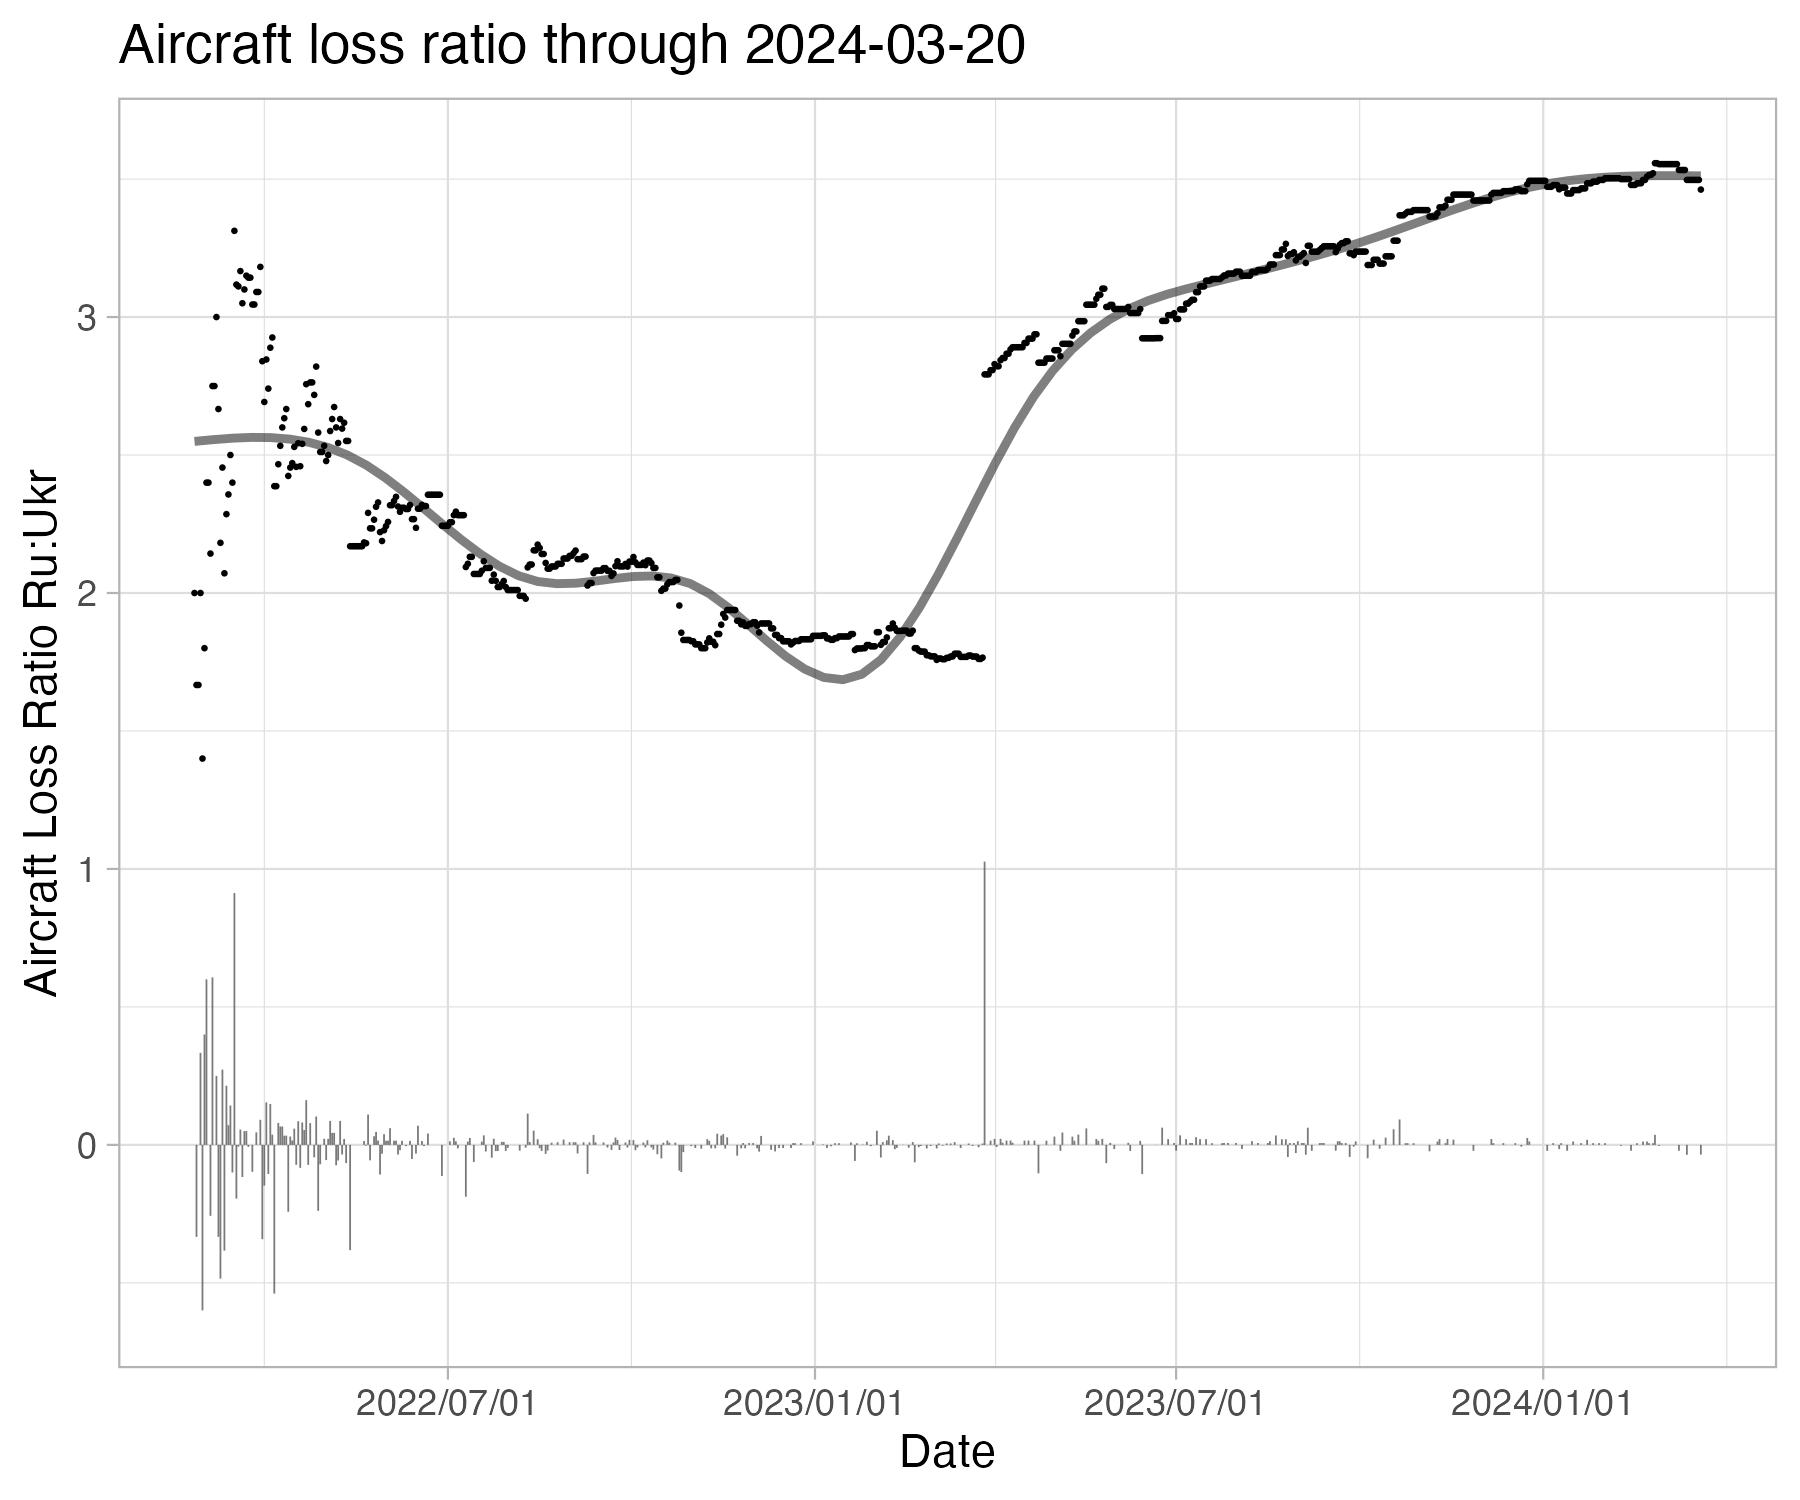 Aircraft loss ratio through 2024-03-20
Aircraft Loss Ratio Ru:Ukr
3
2
1
0
2022/07/01
2023/01/01
2023/07/01
2024/01/01
Date